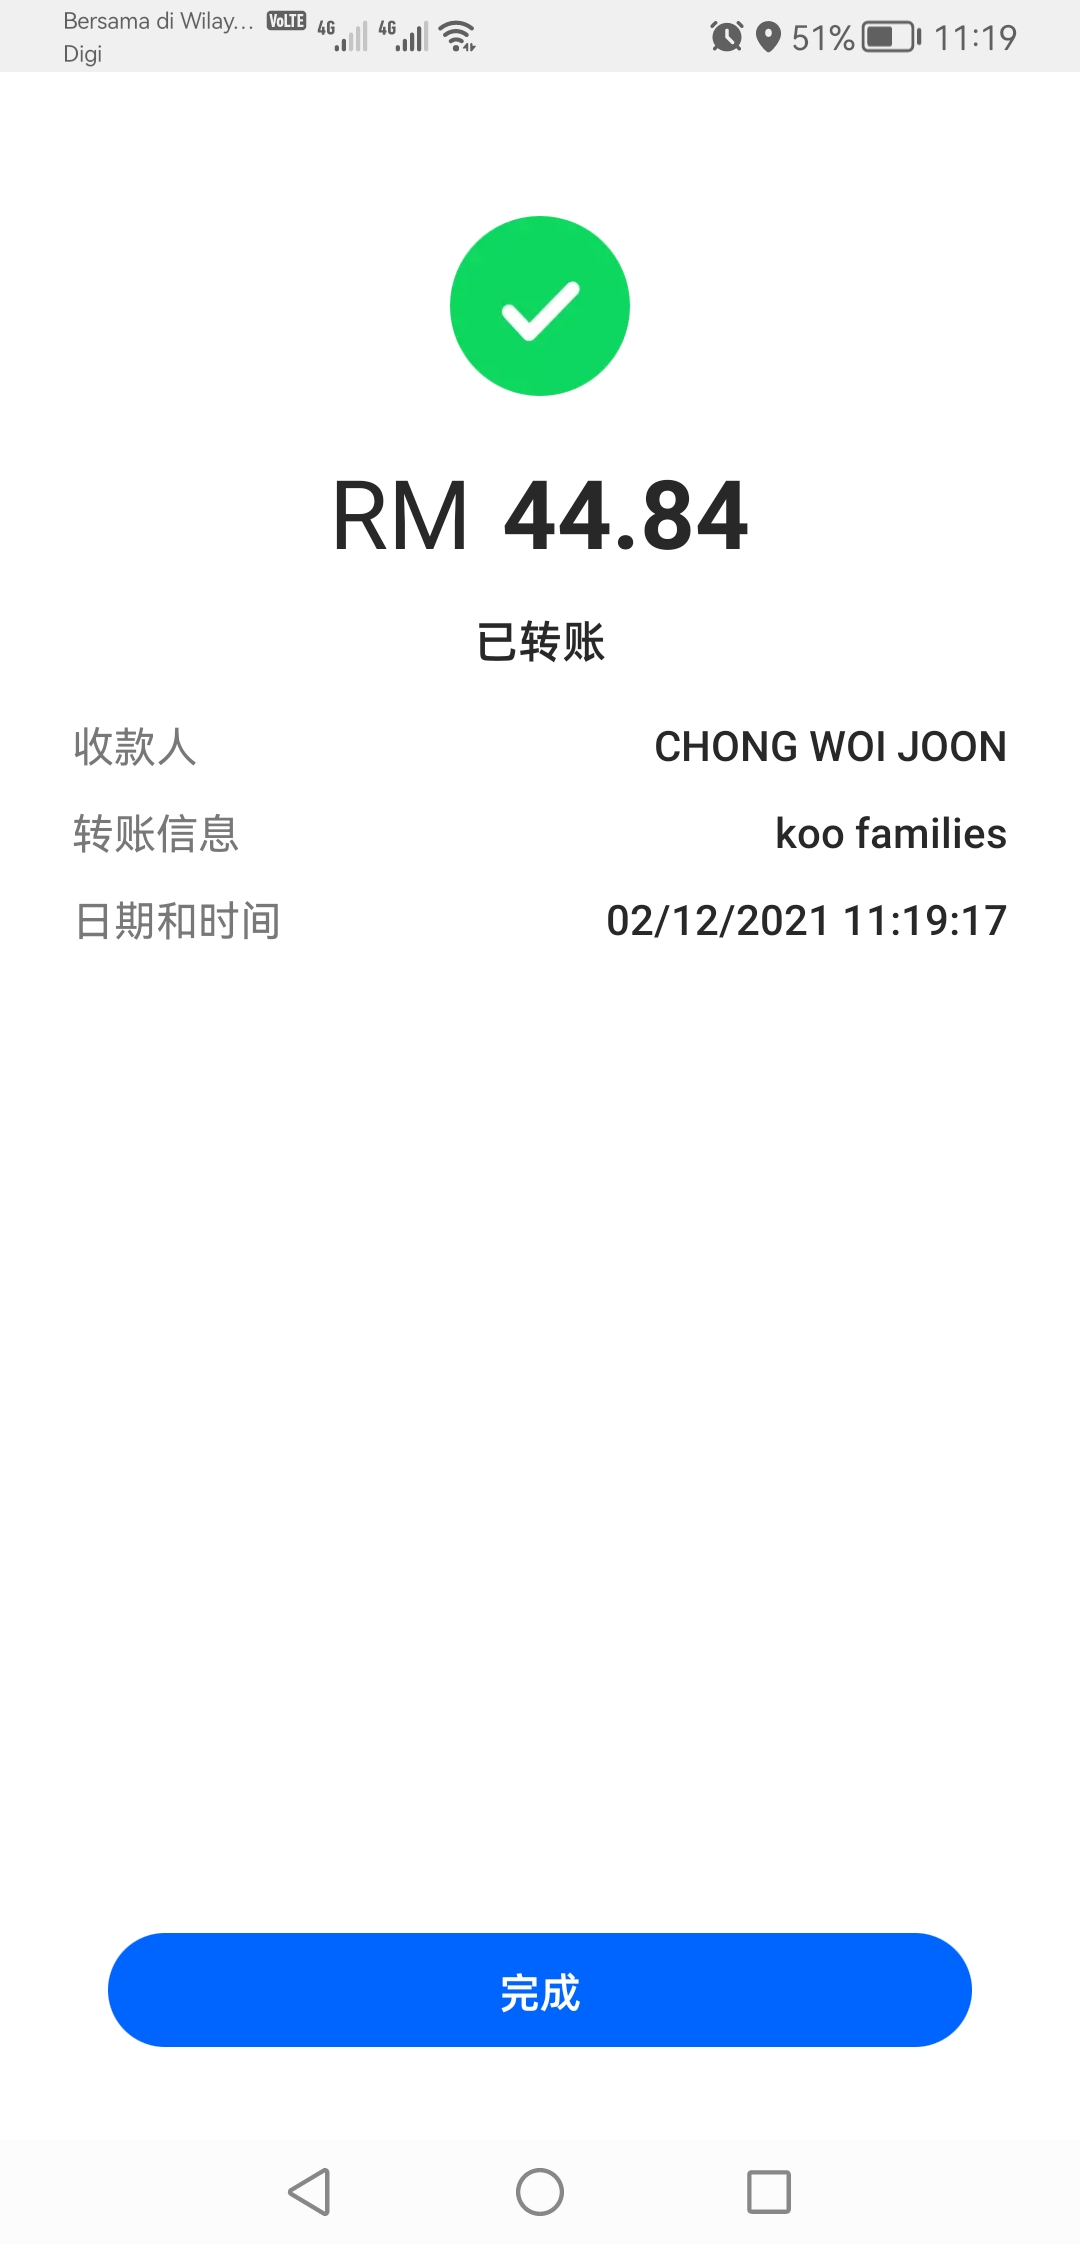 Bersama di Wilay... VoLTE 4G 4G 51% 11:19
Digi
RM 44.84
已转账
收款人 CHONG WOI JOON
转账信息 koo families
日期和时间 02/12/2021 11:19:17
完成